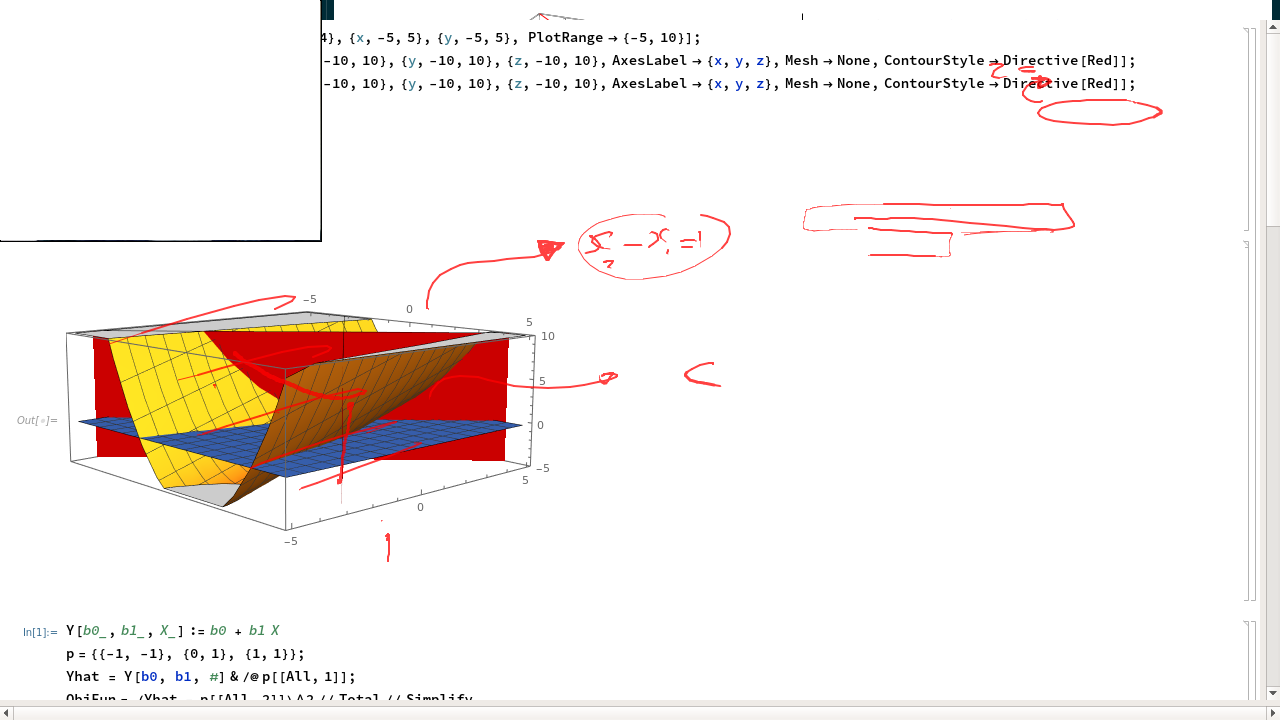 4}, {x, -5, 5}, {y, -5, 5}, PlotRange → {-5, 10}];
-10, 10}, {y, -10, 10}, {z, -10, 10}, AxesLabel → {x, y, z}, Mesh → None, ContourStyle → Directive[Red]];
-10, 10}, {y, -10, 10}, {z, -10, 10}, AxesLabel → {x, y, z}, Mesh → None, ContourStyle → Directive[Red]];
x₂ - x₁ = 1
-5
0
5
10
5
Out[∘]=
0
-5
5
0
-5
In[1]:= Y[b0_, b1_, X_] := b0 + b1 X
p = {{-1, -1}, {0, 1}, {1, 1}};
Yhat = Y[b0, b1, #] & /@ p[[All, 1]];
ObjFun = (Yhat - p[[All, 2]])^2 // Total // Simplify